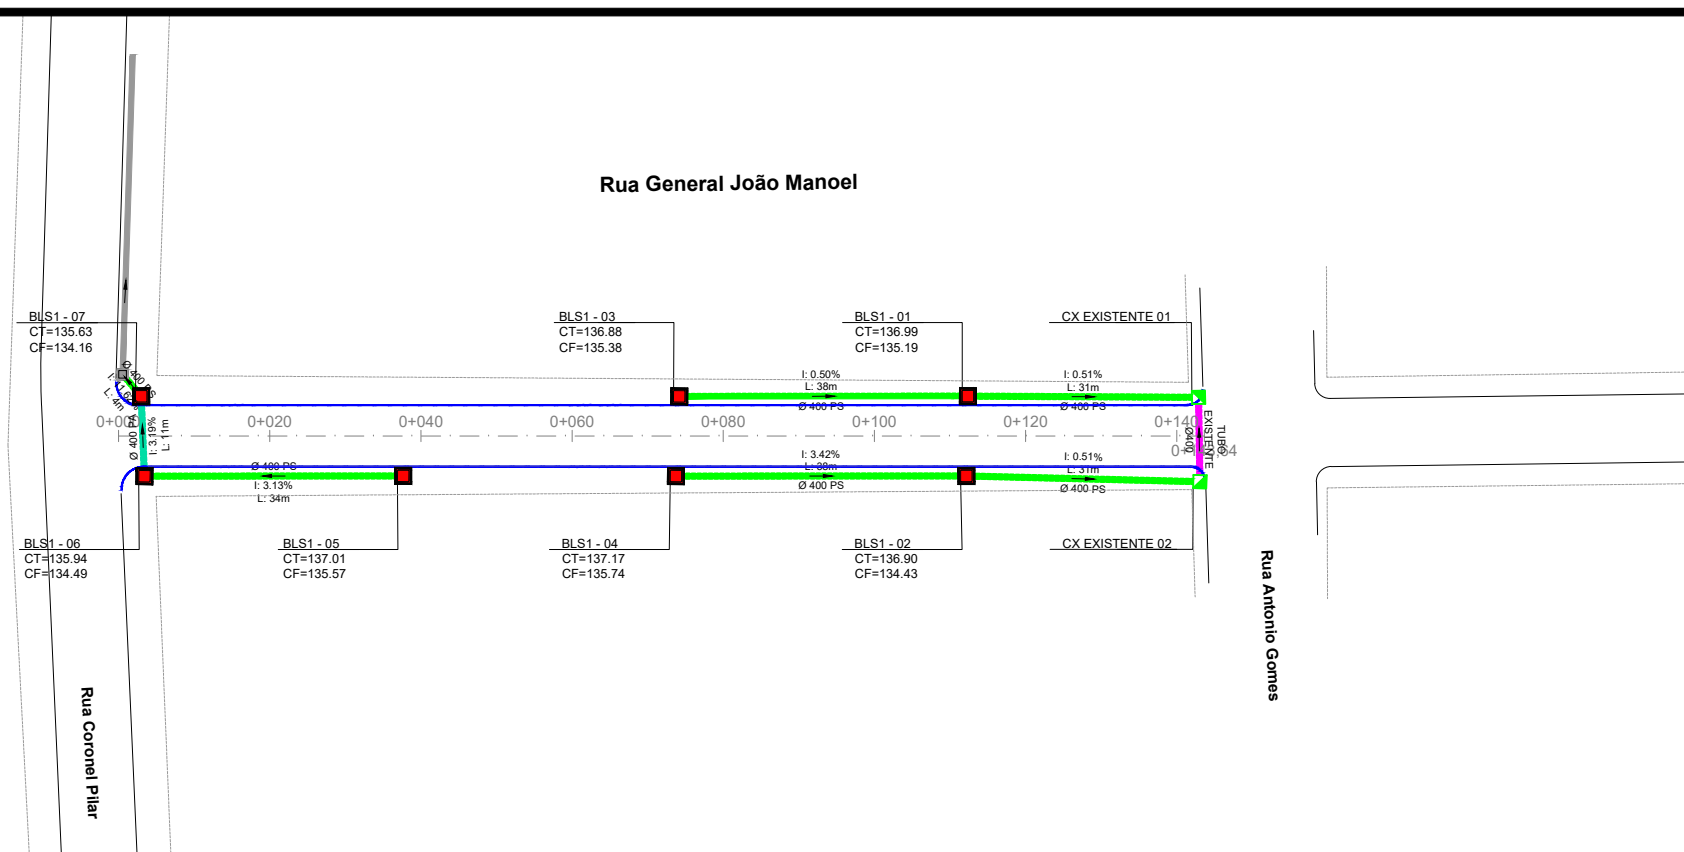 Rua General João Manoel
BLS1 - 07
CT=135.63
CF=134.16
BLS1 - 03
CT=136.88
CF=135.38
BLS1 - 01
CT=136.99
CF=135.19
CX EXISTENTE 01
Ø 400 PS
L: 4m
I: 0.50%
L: 38m
Ø 400 PS
I: 0.51%
L: 31m
Ø 400 PS
0+020
0+040
0+060
0+080
0+100
0+120
0+140
I: 3.19%
L: 11m
TUBO
EXISTENTE
Ø400
Ø 400 PS
I: 3.13%
L: 34m
I: 3.42%
L: 38m
Ø 400 PS
I: 0.51%
L: 31m
Ø 400 PS
BLS1 - 06
CT=135.94
CF=134.49
BLS1 - 05
CT=137.01
CF=135.57
BLS1 - 04
CT=137.17
CF=135.74
BLS1 - 02
CT=136.90
CF=134.43
CX EXISTENTE 02
Rua Antonio Gomes
Rua Coronel Pilar